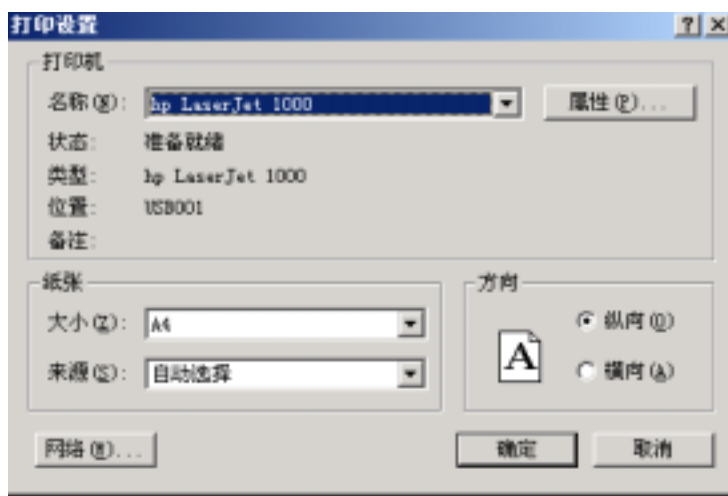 打印设置
打印机
名称(N): hp LaserJet 1000 属性(P)...
状态: 准备就绪
类型: hp LaserJet 1000
位置: USB001
备注:
纸张
大小(Z): A4
来源(S): 自动选择
方向
A
纵向(O)
横向(A)
网络(W)... 确定 取消